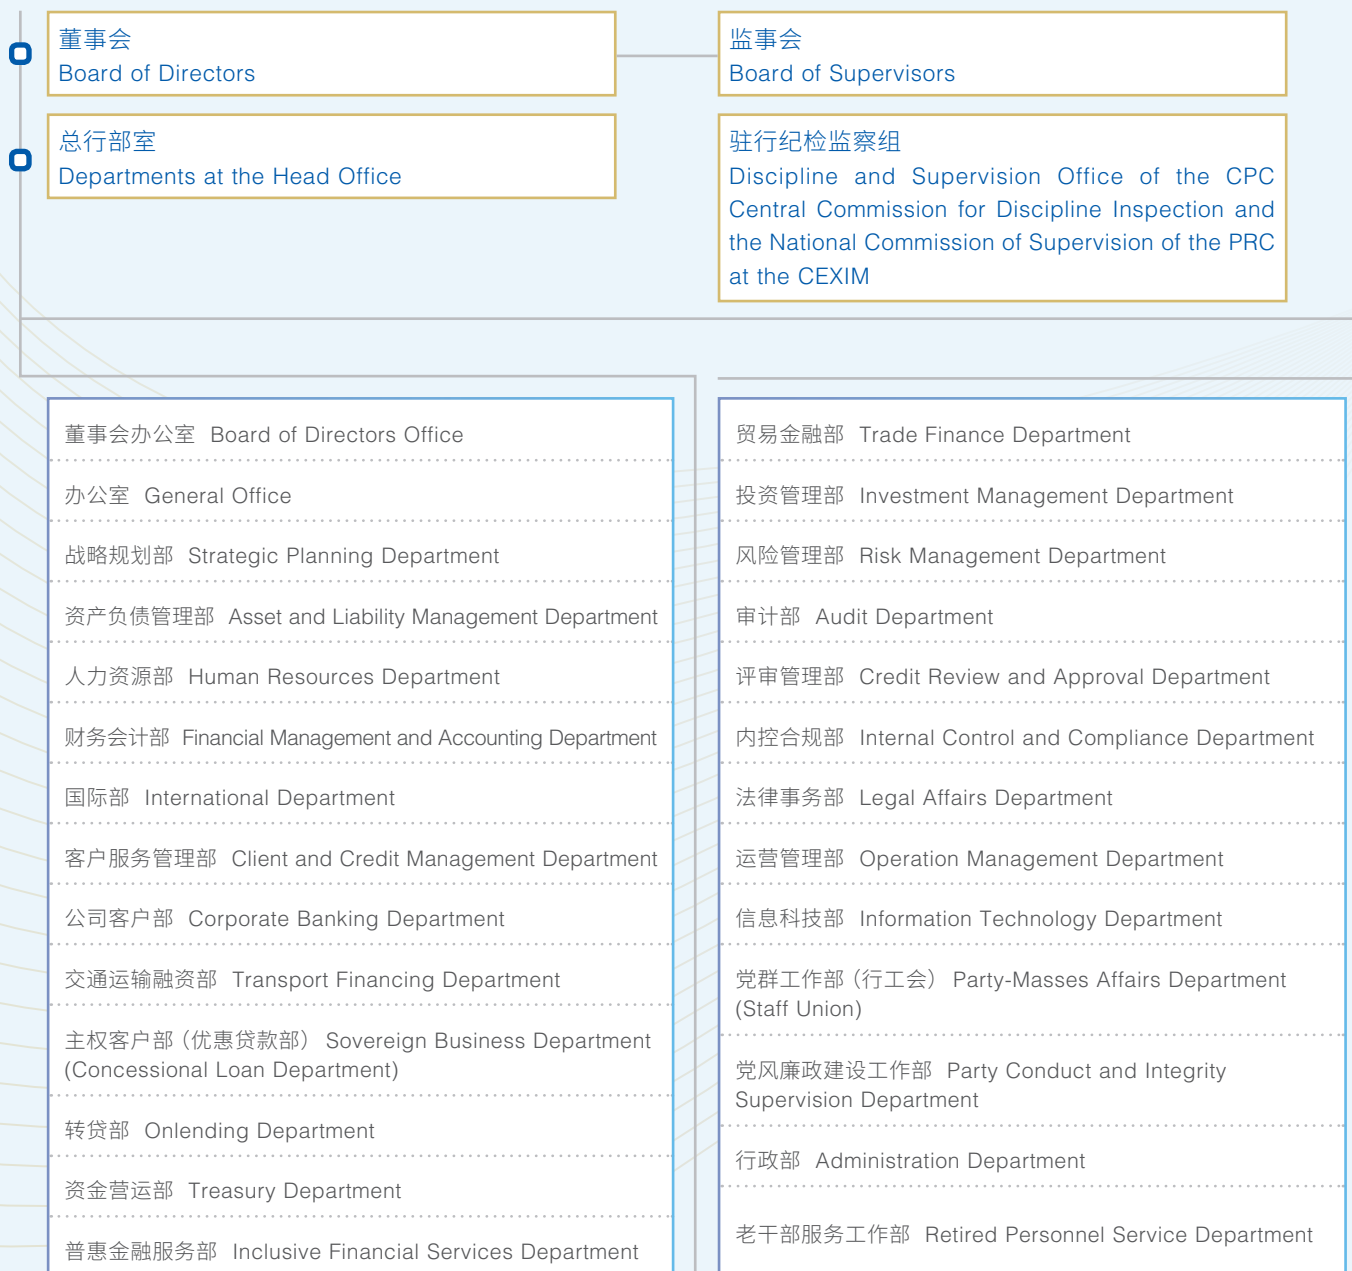 董事会
Board of Directors
监事会
Board of Supervisors
总行部室
Departments at the Head Office
驻行纪检监察组
Discipline and Supervision Office of the CPC
Central Commission for Discipline Inspection and
the National Commission of Supervision of the PRC
at the CEXIM
董事会办公室 Board of Directors Office
办公室 General Office
战略规划部 Strategic Planning Department
资产负债管理部 Asset and Liability Management Department
人力资源部 Human Resources Department
财务会计部 Financial Management and Accounting Department
国际部 International Department
客户服务管理部 Client and Credit Management Department
公司客户部 Corporate Banking Department
交通运输融资部 Transport Financing Department
主权客户部（优惠贷款部） Sovereign Business Department
(Concessional Loan Department)
转贷部 Onlending Department
资金营运部 Treasury Department
普惠金融服务部 Inclusive Financial Services Department
贸易金融部 Trade Finance Department
投资管理部 Investment Management Department
风险管理部 Risk Management Department
审计部 Audit Department
评审管理部 Credit Review and Approval Department
内控合规部 Internal Control and Compliance Department
法律事务部 Legal Affairs Department
运营管理部 Operation Management Department
信息科技部 Information Technology Department
党群工作部（行工会） Party-Masses Affairs Department
(Staff Union)
党风廉政建设工作部 Party Conduct and Integrity
Supervision Department
行政部 Administration Department
老干部服务工作部 Retired Personnel Service Department